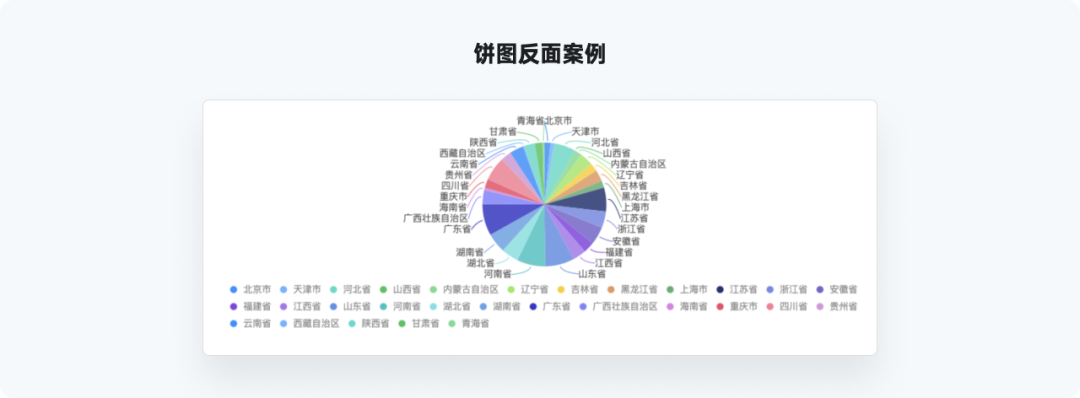 饼图反面案例
青海省 北京市
甘肃省 天津市
陕西省 河北省
西藏自治区 山西省
云南省 内蒙古自治区
贵州省 辽宁省
四川省 吉林省
重庆市 黑龙江省
海南省 上海市
广西壮族自治区 江苏省
广东省 浙江省
安徽省
湖南省 福建省
湖北省 江西省
河南省 山东省
北京市 天津市 河北省 山西省 内蒙古自治区 辽宁省 吉林省 黑龙江省 上海市 江苏省 浙江省 安徽省
福建省 江西省 山东省 河南省 湖北省 湖南省 广东省 广西壮族自治区 海南省 重庆市 四川省 贵州省
云南省 西藏自治区 陕西省 甘肃省 青海省